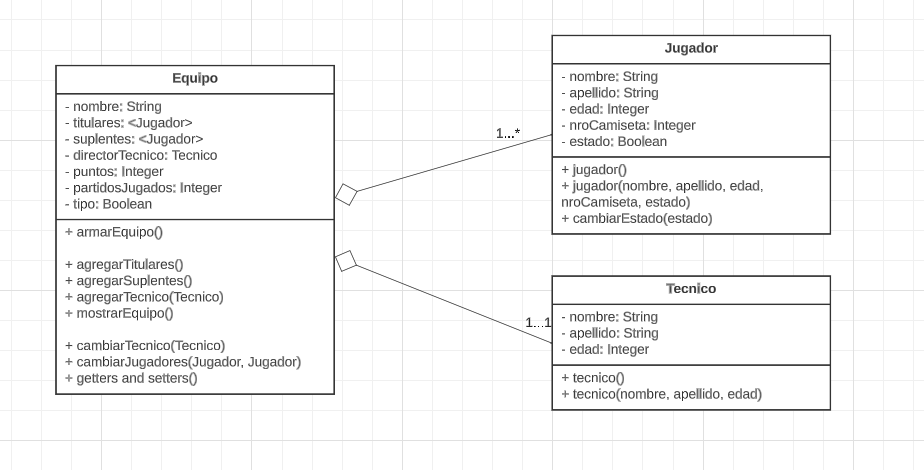 Equipo
- nombre: String
- titulares: <Jugador>
- suplentes: <Jugador>
- directorTecnico: Tecnico
- puntos: Integer
- partidosJugados: Integer
- tipo: Boolean
+ armarEquipo()
+ agregarTitulares()
+ agregarSuplentes()
+ agregarTecnico(Tecnico)
+ mostrarEquipo()
+ cambiarTecnico(Tecnico)
+ cambiarJugadores(Jugador, Jugador)
+ getters and setters()
1...*
1...1
Jugador
- nombre: String
- apellido: String
- edad: Integer
- nroCamiseta: Integer
- estado: Boolean
+ jugador()
+ jugador(nombre, apellido, edad,
nroCamiseta, estado)
+ cambiarEstado(estado)
Tecnico
- nombre: String
- apellido: String
- edad: Integer
+ tecnico()
+ tecnico(nombre, apellido, edad)